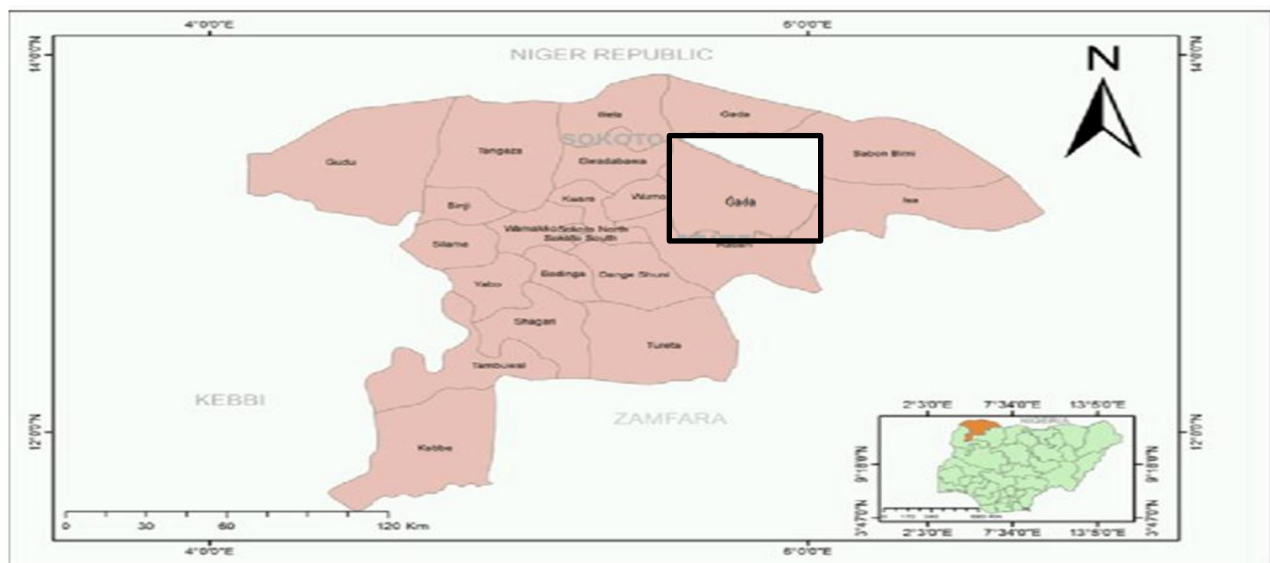 4°0'0"E 6°0'0"E
14°0'0"N 14°0'0"N
NIGER REPUBLIC
N
Illela Gada
SOKOTO
Gudu Tangaza Gwadabawa Sabon Birni
Binji Kware Wurno Gada Isa
Wamakko Sokoto North
Sokoto South
Silame Rabah
Yabo Bodinga Dange Shuni
Shagari
Tureta
Tambuwal
KEBBI ZAMFARA
12°0'0"N 12°0'0"N
Kebbe
2°3'0"E 7°34'0"E 13°5'0"E
NIGERIA
9°18'0"N 9°18'0"N
3°47'0"N 3°47'0"N
2°3'0"E 7°34'0"E 13°5'0"E
0 30 60 120 Km
4°0'0"E 6°0'0"E